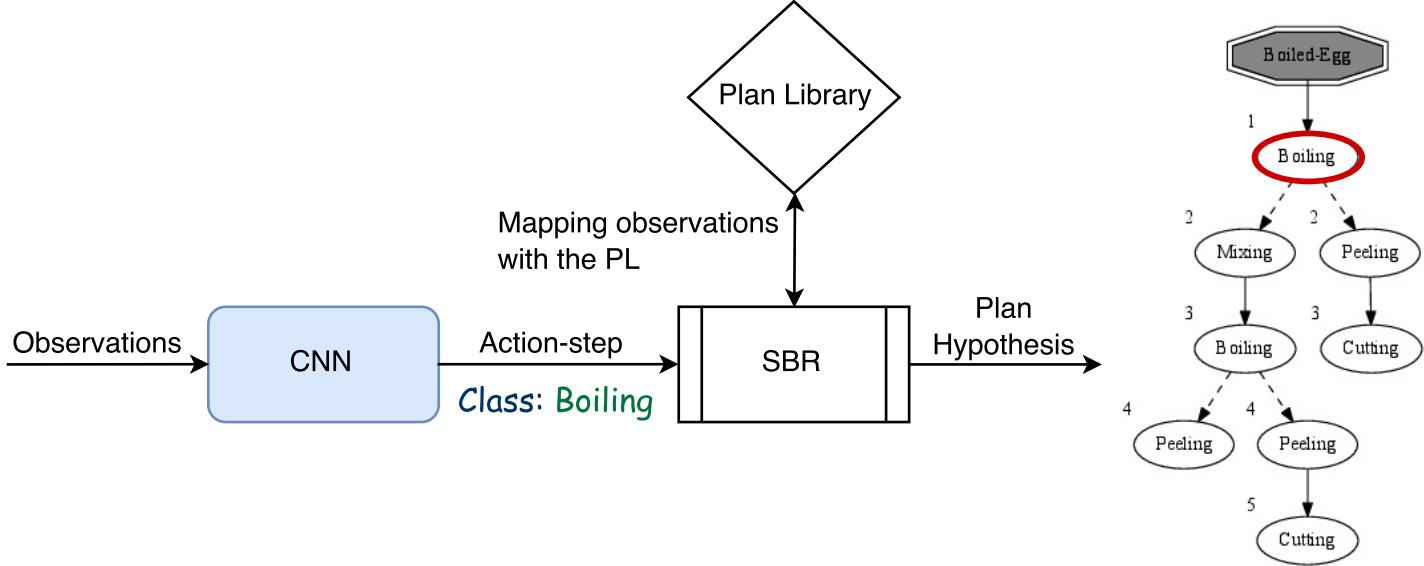 Plan Library
Mapping observations
with the PL
Observations
CNN
Action-step
Class: Boiling
SBR
Plan
Hypothesis
Boiled-Egg
1
Boiling
2
2
Mixing
Peeling
3
3
Boiling
Cutting
4
4
Peeling
Peeling
5
Cutting